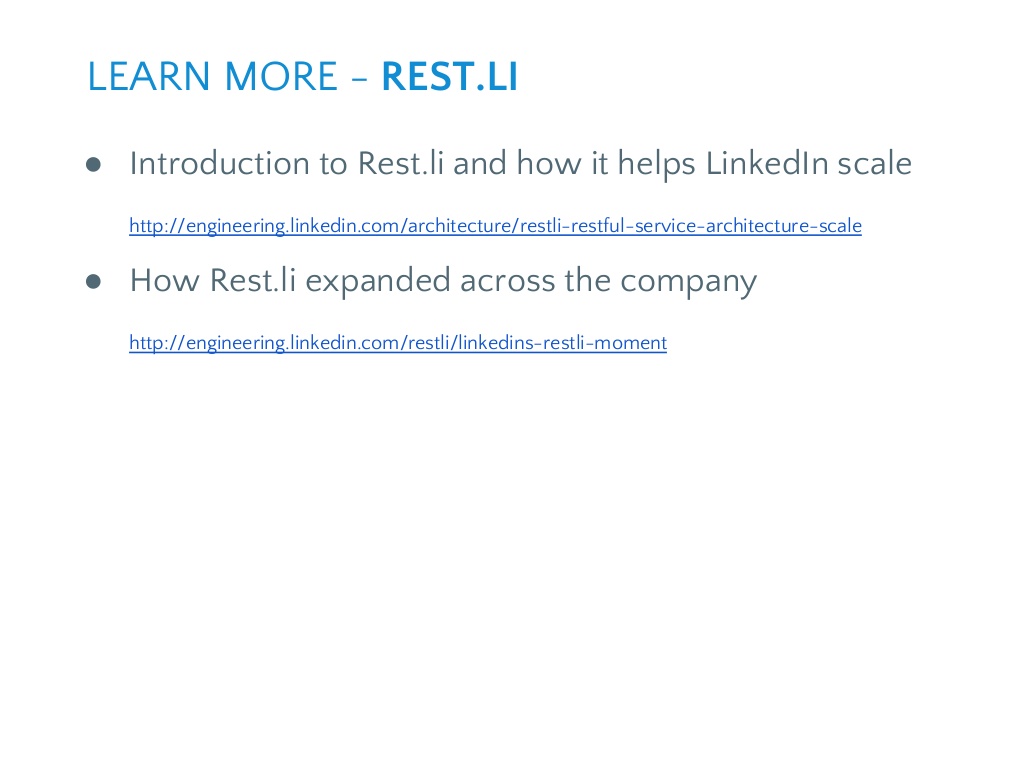 LEARN MORE – REST.LI
● Introduction to Rest.li and how it helps LinkedIn scale
http://engineering.linkedin.com/architecture/restli-restful-service-architecture-scale
● How Rest.li expanded across the company
http://engineering.linkedin.com/restli/linkedins-restli-moment